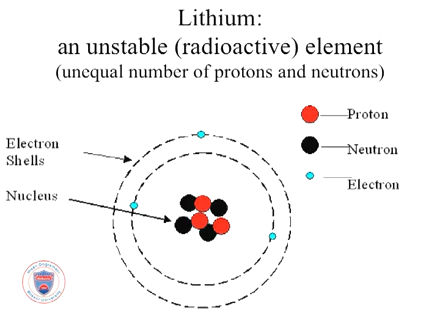 Lithium:
an unstable (radioactive) element
(unequal number of protons and neutrons)
Proton
Electron
Shells
Neutron
Electron
Nucleus